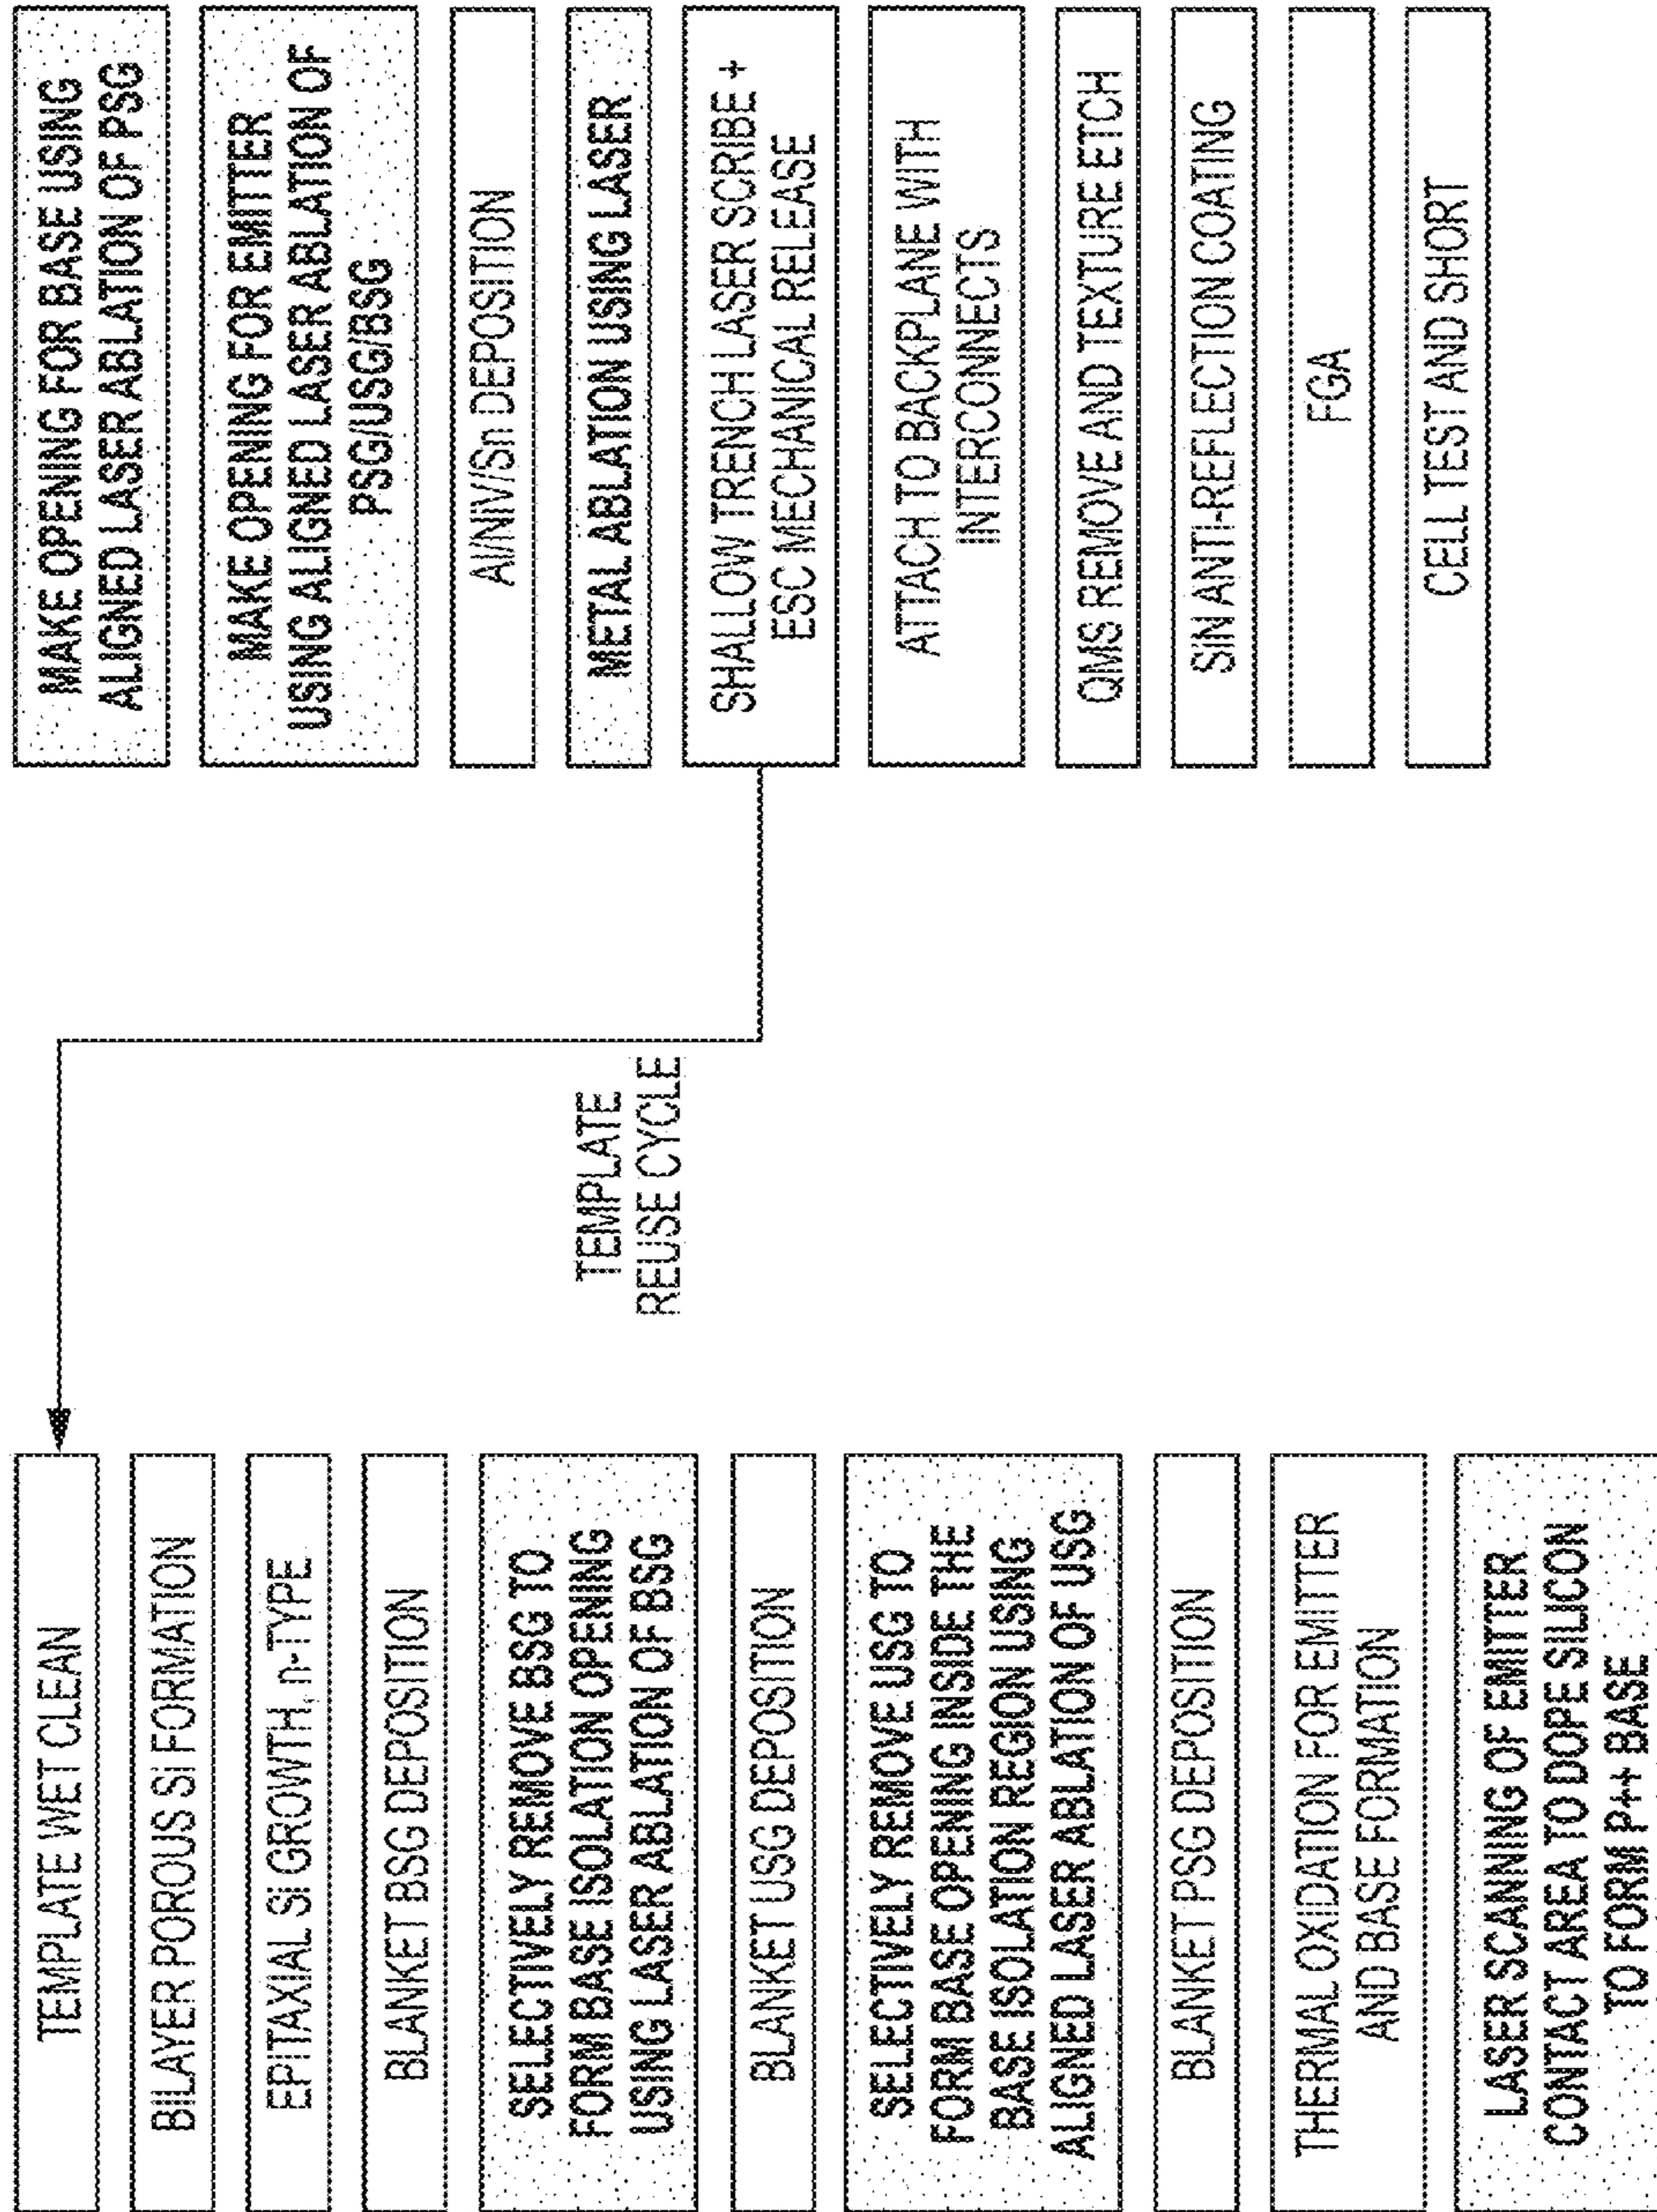 TEMPLATE WET CLEAN
BILAYER POROUS Si FORMATION
EPITAXIAL Si GROWTH, n-TYPE
BLANKET BSG DEPOSITION
SELECTIVELY REMOVE BSG TO
FORM BASE ISOLATION OPENING
USING LASER ABLATION OF BSG
BLANKET USG DEPOSITION
SELECTIVELY REMOVE USG TO
FORM BASE OPENING INSIDE THE
BASE ISOLATION REGION USING
ALIGNED LASER ABLATION OF USG
BLANKET PSG DEPOSITION
THERMAL OXIDATION FOR EMITTER
AND BASE FORMATION
LASER SCANNING OF EMITTER
CONTACT AREA TO DOPE SILICON
TO FORM P++ BASE
TEMPLATE
REUSE CYCLE
MAKE OPENING FOR BASE USING
ALIGNED LASER ABLATION OF PSG
MAKE OPENING FOR EMITTER
USING ALIGNED LASER ABLATION OF
PSG/USG/BSG
Al/NiV/Sn DEPOSITION
METAL ABLATION USING LASER
SHALLOW TRENCH LASER SCRIBE +
ESC MECHANICAL RELEASE
ATTACH TO BACKPLANE WITH
INTERCONNECTS
QMS REMOVE AND TEXTURE ETCH
SIN ANTI-REFLECTION COATING
FGA
CELL TEST AND SHORT